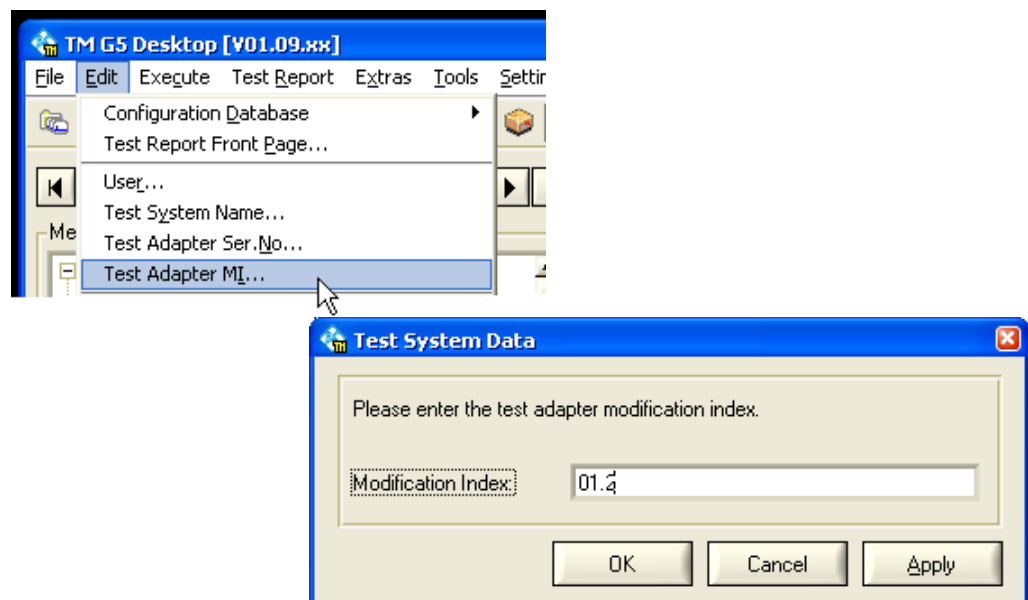 TM G5 Desktop [V01.09.xx]
File Edit Execute Test Report Extras Tools Settin
Configuration Database
Test Report Front Page...
User...
Test System Name...
Me
Test Adapter Ser.No...
Test Adapter MI...
Test System Data
Please enter the test adapter modification index.
Modification Index: 01.2
OK Cancel Apply